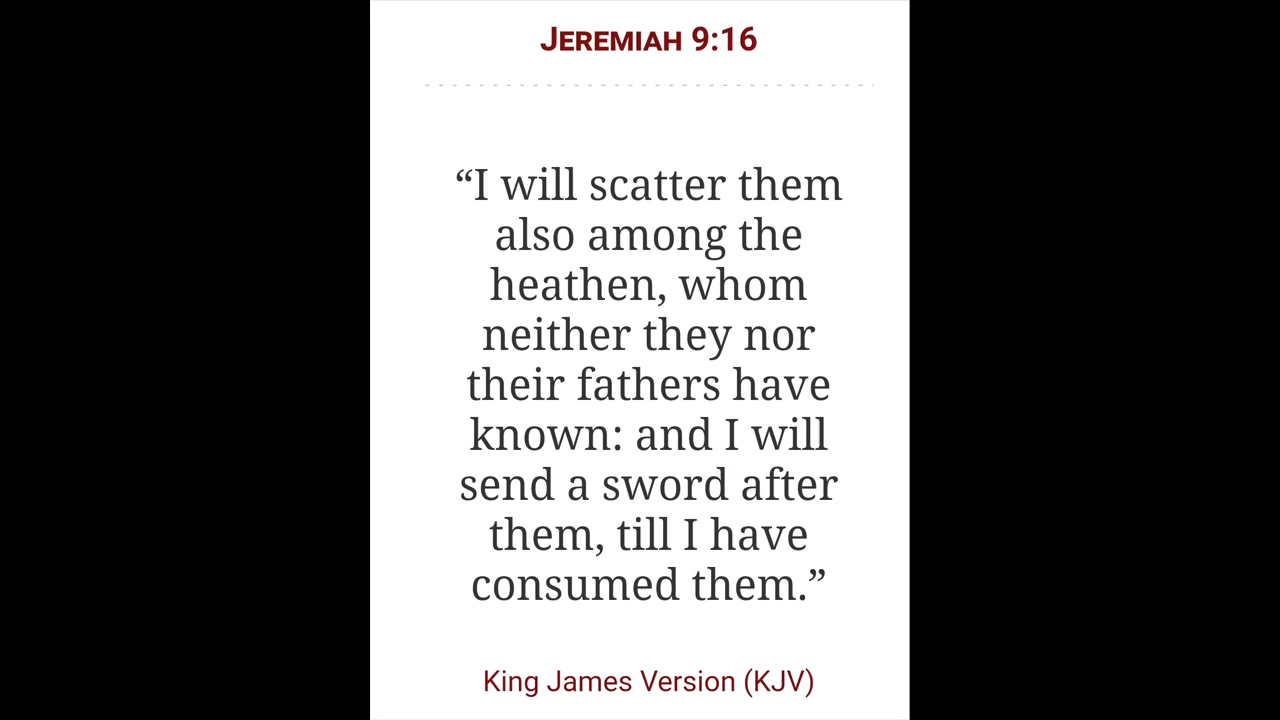 Jeremiah 9:16
“I will scatter them
also among the
heathen, whom
neither they nor
their fathers have
known: and I will
send a sword after
them, till I have
consumed them.”
King James Version (KJV)